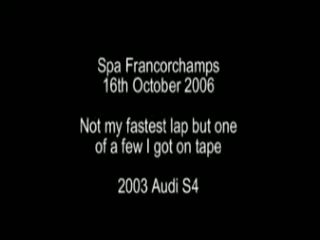 Spa Francorchamps
16th October 2006
Not my fastest lap but one
of a few I got on tape
2003 Audi S4